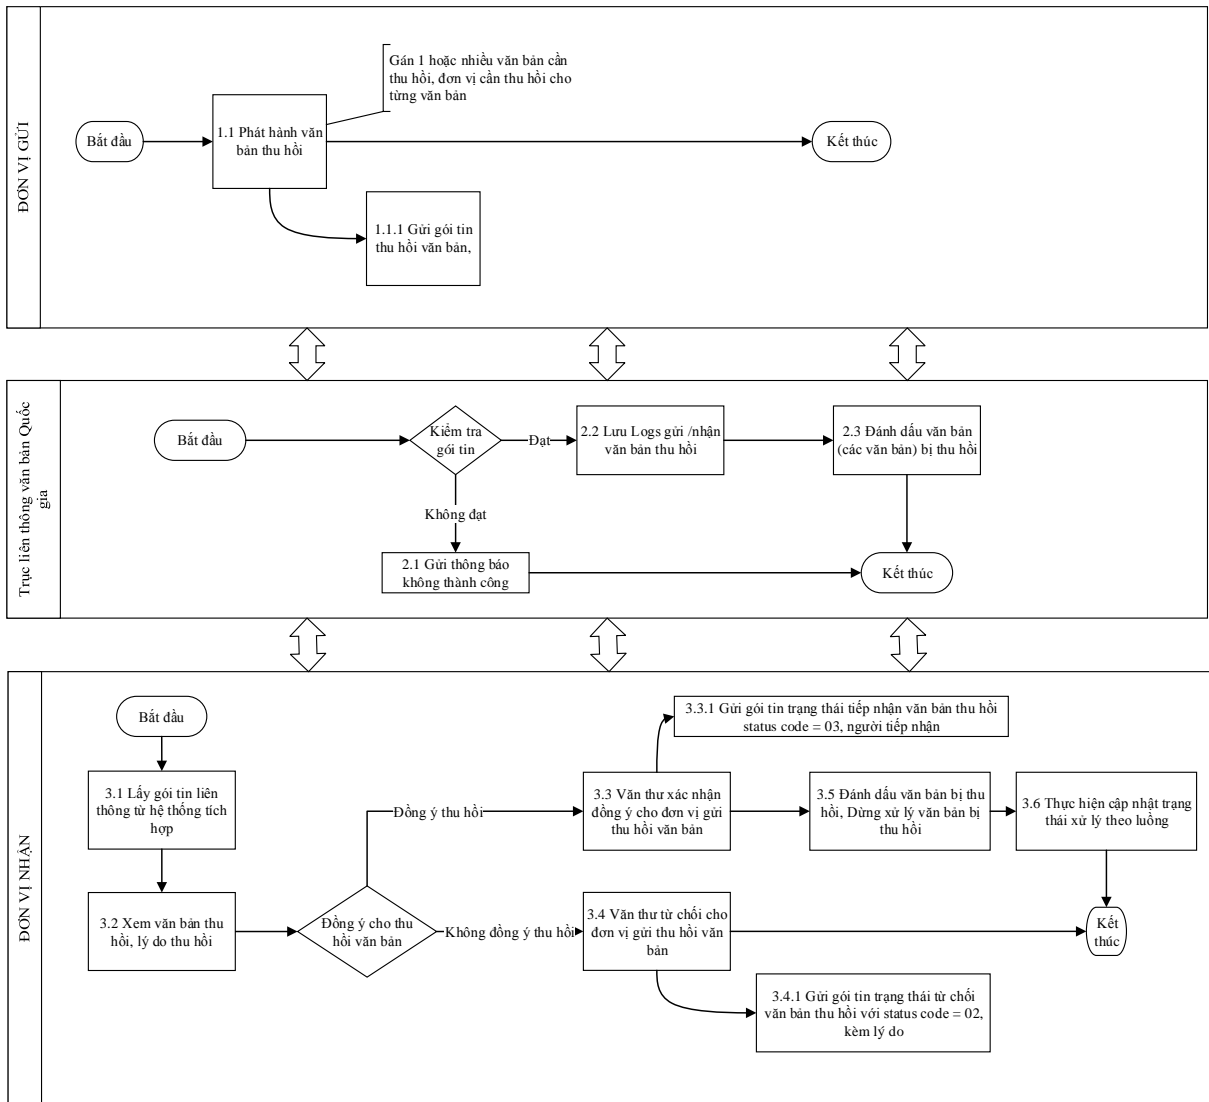 ĐƠN VỊ GỬI
Gán 1 hoặc nhiều văn bản cần
thu hồi, đơn vị cần thu hồi cho
từng văn bản
Bắt đầu
1.1 Phát hành văn
bản thu hồi
Kết thúc
1.1.1 Gửi gói tin
thu hồi văn bản,
Trục liên thông văn bản Quốc
gia
Bắt đầu
Kiểm tra
gói tin
Đạt
2.2 Lưu Logs gửi /nhận
văn bản thu hồi
2.3 Đánh dấu văn bản
(các văn bản) bị thu hồi
Không đạt
2.1 Gửi thông báo
không thành công
Kết thúc
ĐƠN VỊ NHẬN
Bắt đầu
3.1 Lấy gói tin liên
thông từ hệ thống tích
hợp
3.2 Xem văn bản thu
hồi, lý do thu hồi
Đồng ý cho thu
hồi văn bản
Đồng ý thu hồi
3.3.1 Gửi gói tin trạng thái tiếp nhận văn bản thu hồi
status code = 03, người tiếp nhận
3.3 Văn thư xác nhận
đồng ý cho đơn vị gửi
thu hồi văn bản
3.5 Đánh dấu văn bản bị thu
hồi, Dừng xử lý văn bản bị
thu hồi
3.6 Thực hiện cập nhật trạng
thái xử lý theo luồng
Không đồng ý thu hồi
3.4 Văn thư từ chối cho
đơn vị gửi thu hồi văn
bản
Kết
thúc
3.4.1 Gửi gói tin trạng thái từ chối
văn bản thu hồi với status code = 02,
kèm lý do